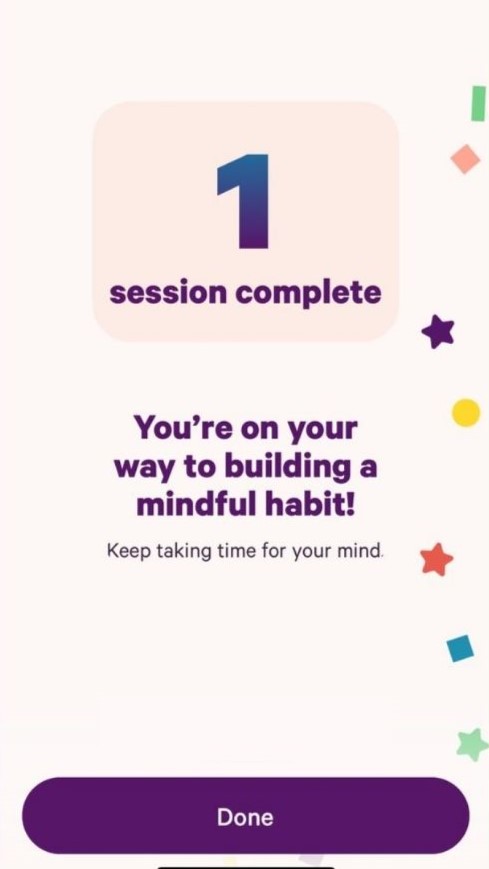 1
session complete
You’re on your
way to building a
mindful habit!
Keep taking time for your mind.
Done